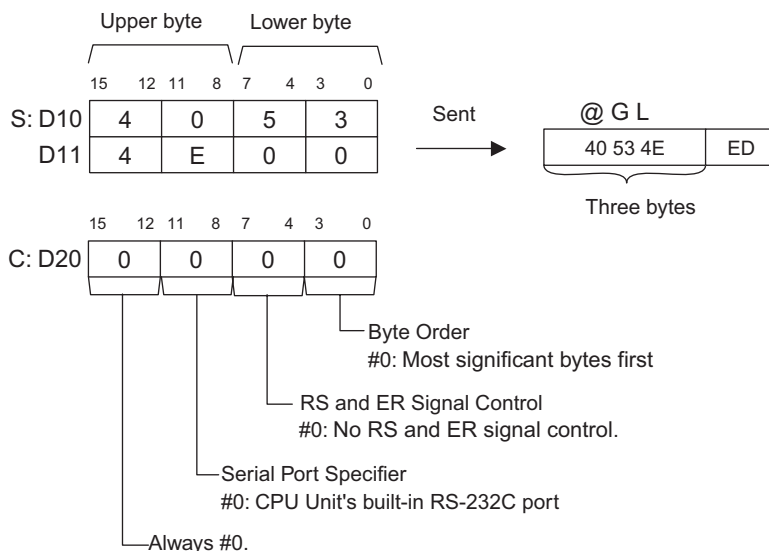 Upper byte Lower byte
15 12 11 8 7 4 3 0
S: D10 4 0 5 3
D11 4 E 0 0
Sent
@ G L
40 53 4E ED
Three bytes
15 12 11 8 7 4 3 0
C: D20 0 0 0 0
Byte Order
#0: Most significant bytes first
RS and ER Signal Control
#0: No RS and ER signal control.
Serial Port Specifier
#0: CPU Unit's built-in RS-232C port
Always #0.